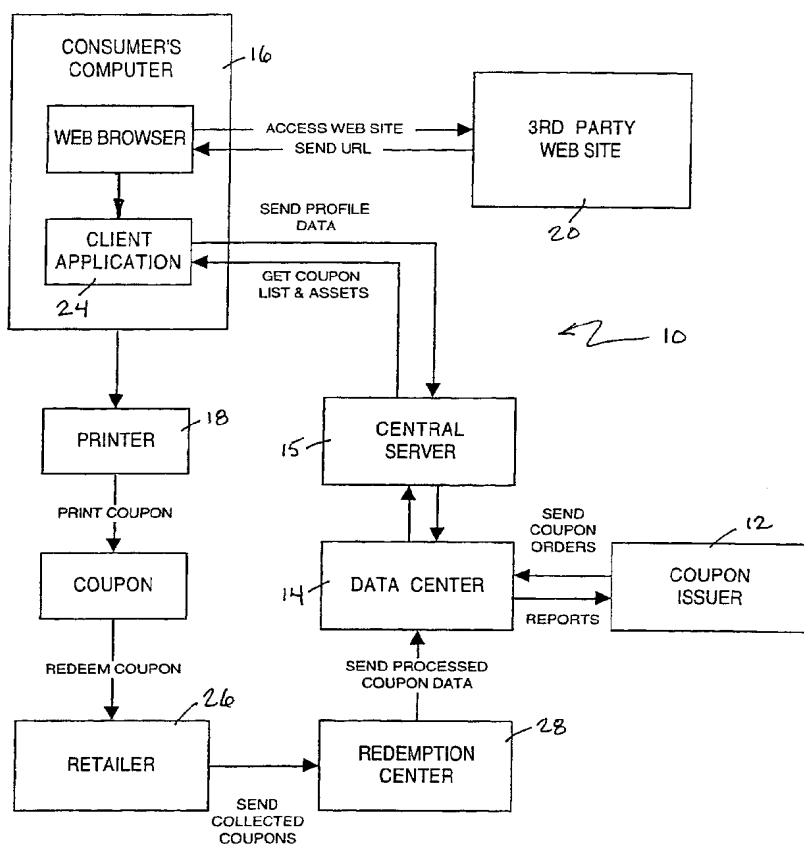 CONSUMER'S
COMPUTER
16
WEB BROWSER
ACCESS WEB SITE
SEND URL
3RD PARTY
WEB SITE
20
CLIENT
APPLICATION
24
SEND PROFILE
DATA
GET COUPON
LIST & ASSETS
10
PRINTER
18
CENTRAL
SERVER
15
PRINT COUPON
SEND
COUPON
ORDERS
12
COUPON
DATA CENTER
14
COUPON
ISSUER
REPORTS
REDEEM COUPON
SEND PROCESSED
COUPON DATA
26
RETAILER
REDEMPTION
CENTER
28
SEND
COLLECTED
COUPONS